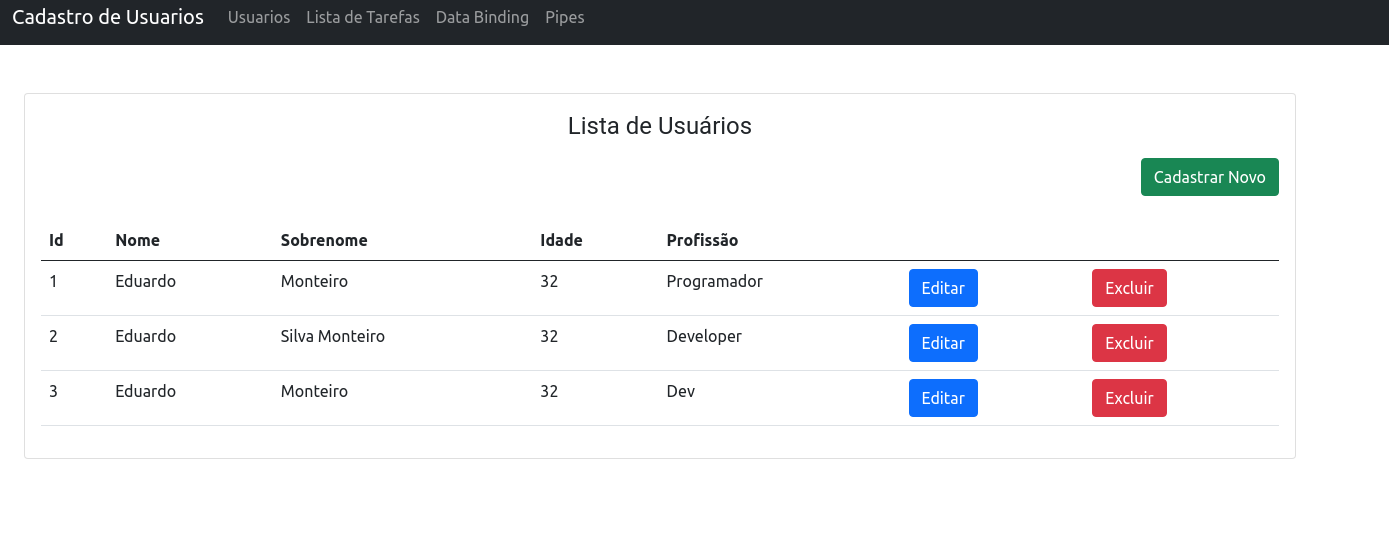 Cadastro de Usuarios Usuarios Lista de Tarefas Data Binding Pipes
Lista de Usuários
Cadastrar Novo
Id Nome Sobrenome Idade Profissão
1 Eduardo Monteiro 32 Programador Editar Excluir
2 Eduardo Silva Monteiro 32 Developer Editar Excluir
3 Eduardo Monteiro 32 Dev Editar Excluir